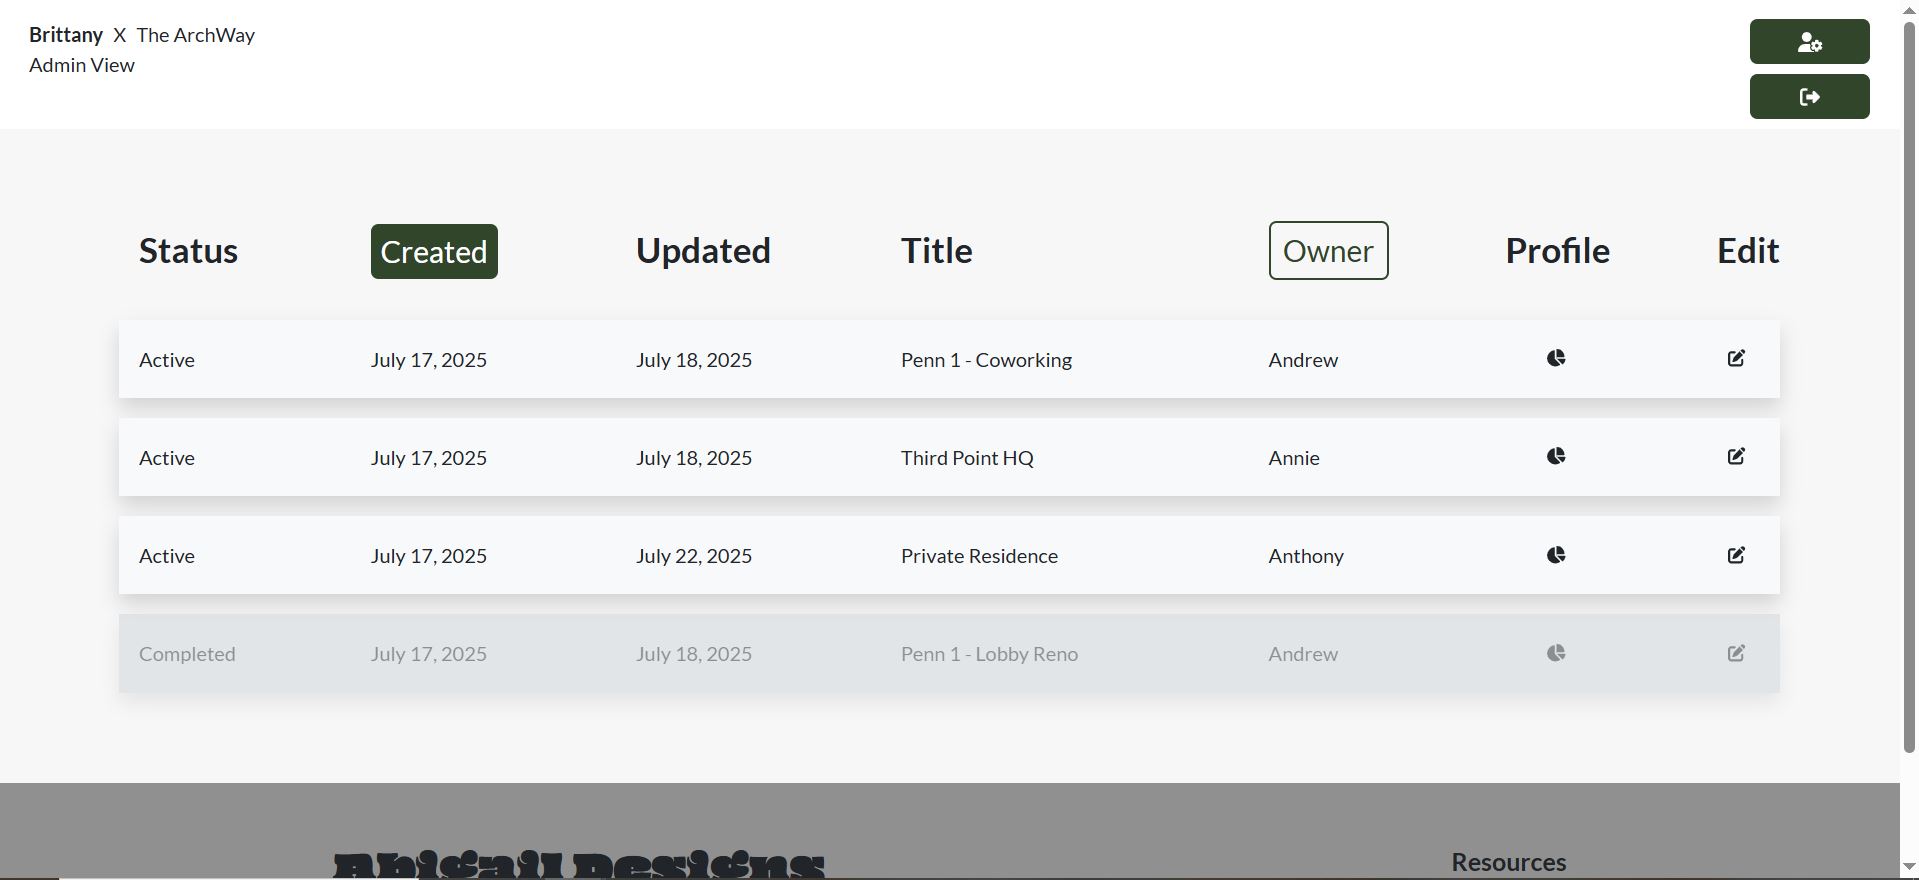 Brittany X The ArchWay
Admin View
Status Created Updated Title Owner Profile Edit
Active July 17, 2025 July 18, 2025 Penn 1 - Coworking Andrew
Active July 17, 2025 July 18, 2025 Third Point HQ Annie
Active July 17, 2025 July 22, 2025 Private Residence Anthony
Completed July 17, 2025 July 18, 2025 Penn 1 - Lobby Reno Andrew
Abigail Designs Resources